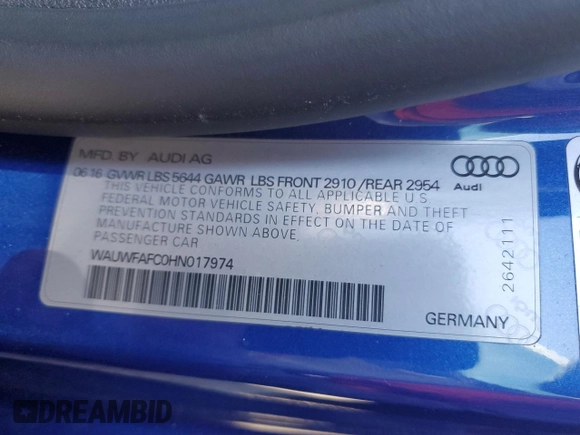 MFD BY AUDI AG
06 16 GVWR LBS 5644 GAWR LBS FRONT 2910 / REAR 2954
THIS VEHICLE CONFORMS TO ALL APPLICABLE U S
FEDERAL MOTOR VEHICLE SAFETY, BUMPER AND THEFT
PREVENTION STANDARDS IN EFFECT ON THE DATE OF
MANUFACTURE SHOWN ABOVE.
PASSENGER CAR
WAUWFAFC0HN017974
Audi
26421111
GERMANY
DREAMBID